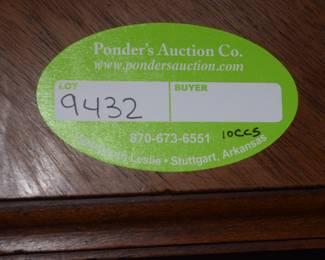 Ponder's Auction Co.
www.pondersauction.com
LOT BUYER
9432
870-673-6551 10CCS
Leslie • Stuttgart, Arkansas